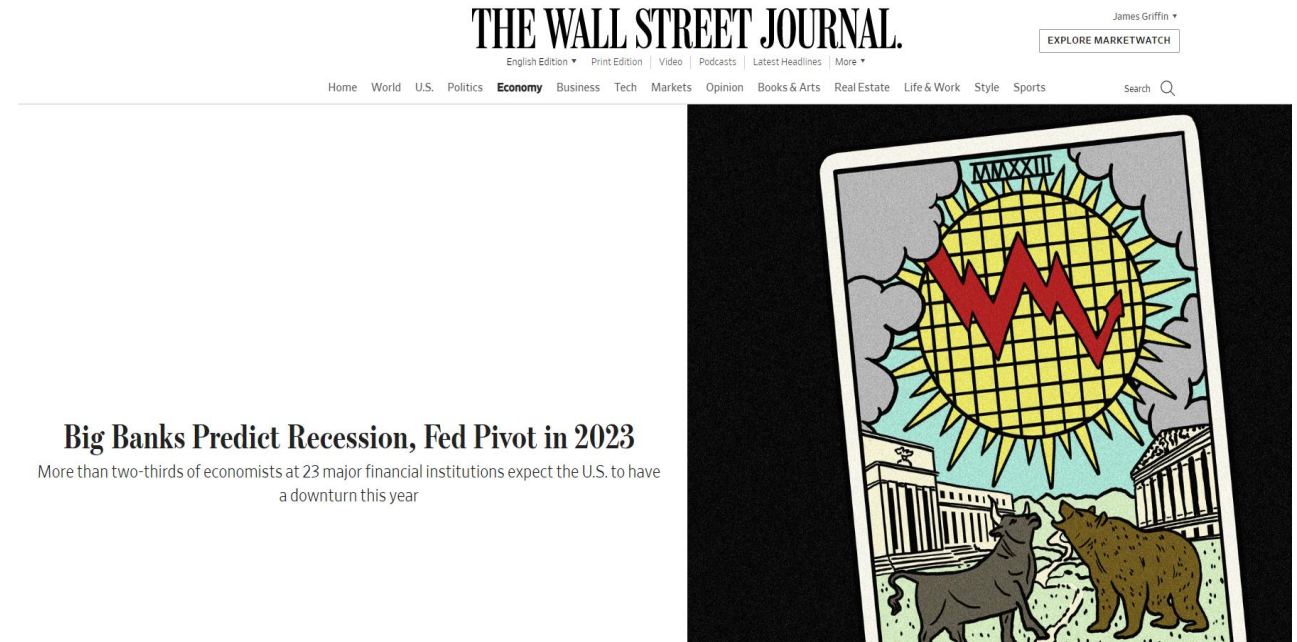 THE WALL STREET JOURNAL.
James Griffin ▾
EXPLORE MARKETWATCH
English Edition ▾ Print Edition | Video | Podcasts | Latest Headlines | More ▾
Home World U.S. Politics Economy Business Tech Markets Opinion Books & Arts Real Estate Life & Work Style Sports Search
MMXXIII
Big Banks Predict Recession, Fed Pivot in 2023
More than two-thirds of economists at 23 major financial institutions expect the U.S. to have
a downturn this year